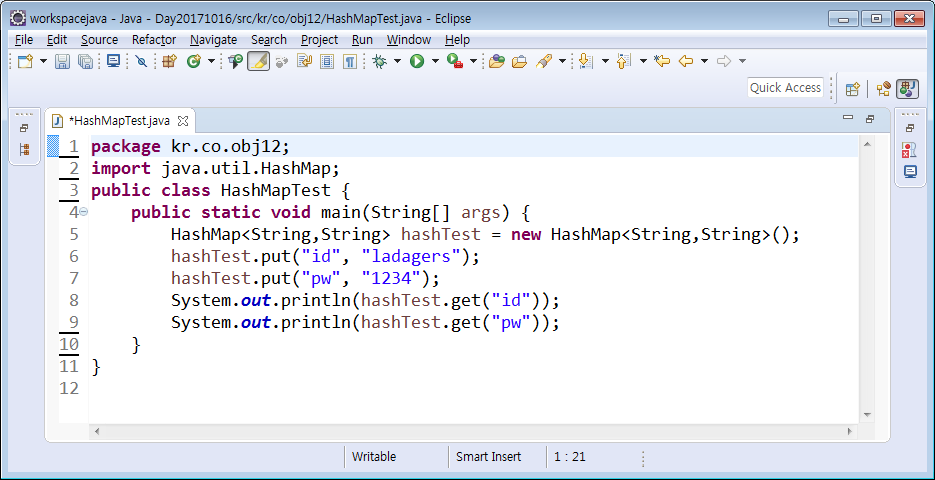 workspacejava - Java - Day20171016/src/kr/co/obj12/HashMapTest.java - Eclipse
File Edit Source Refactor Navigate Search Project Run Window Help
Quick Access
*HashMapTest.java
1 package kr.co.obj12;
2 import java.util.HashMap;
3 public class HashMapTest {
4 public static void main(String[] args) {
5 HashMap<String,String> hashTest = new HashMap<String,String>();
6 hashTest.put("id", "ladagers");
7 hashTest.put("pw", "1234");
8 System.out.println(hashTest.get("id"));
9 System.out.println(hashTest.get("pw"));
10 }
11 }
12
Writable Smart Insert 1 : 21